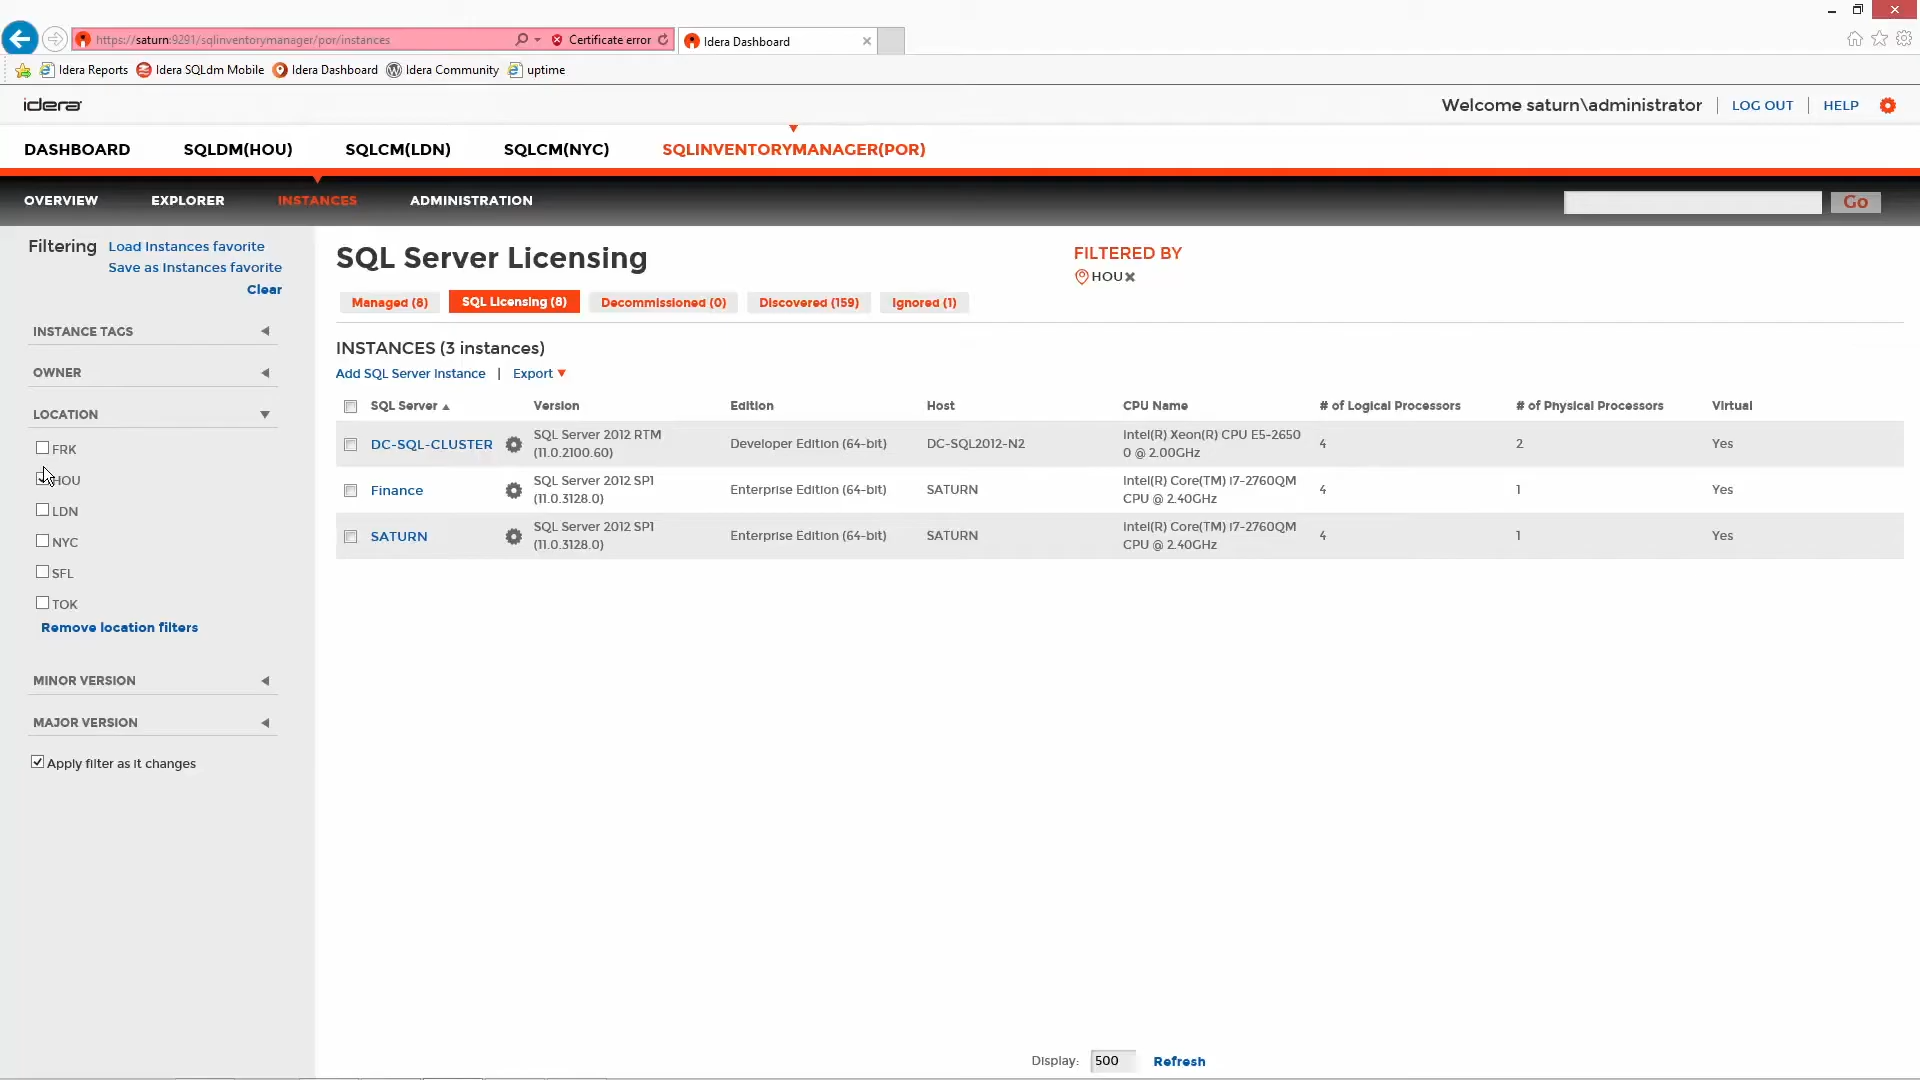 https://saturn:9291/sqlinventorymanager/por/instances Certificate error Idera Dashboard
Idera Reports Idera SQLdm Mobile Idera Dashboard Idera Community uptime
idera
Welcome saturn\administrator LOG OUT HELP
DASHBOARD SQLDM(HOU) SQLCM(LDN) SQLCM(NYC) SQLINVENTORYMANAGER(POR)
OVERVIEW EXPLORER INSTANCES ADMINISTRATION Go
Filtering Load Instances favorite
Save as Instances favorite
Clear
INSTANCE TAGS
OWNER
LOCATION
FRK
HOU
LDN
NYC
SFL
TOK
Remove location filters
MINOR VERSION
MAJOR VERSION
Apply filter as it changes
SQL Server Licensing
FILTERED BY
HOU
Managed (8) SQL Licensing (8) Decommissioned (0) Discovered (159) Ignored (1)
INSTANCES (3 instances)
Add SQL Server Instance | Export
SQL Server Version Edition Host CPU Name # of Logical Processors # of Physical Processors Virtual
DC-SQL-CLUSTER SQL Server 2012 RTM (11.0.2100.60) Developer Edition (64-bit) DC-SQL2012-N2 Intel(R) Xeon(R) CPU E5-2650 0 @ 2.00GHz 4 2 Yes
Finance SQL Server 2012 SP1 (11.0.3128.0) Enterprise Edition (64-bit) SATURN Intel(R) Core(TM) i7-2760QM CPU @ 2.40GHz 4 1 Yes
SATURN SQL Server 2012 SP1 (11.0.3128.0) Enterprise Edition (64-bit) SATURN Intel(R) Core(TM) i7-2760QM CPU @ 2.40GHz 4 1 Yes
Display: 500 Refresh